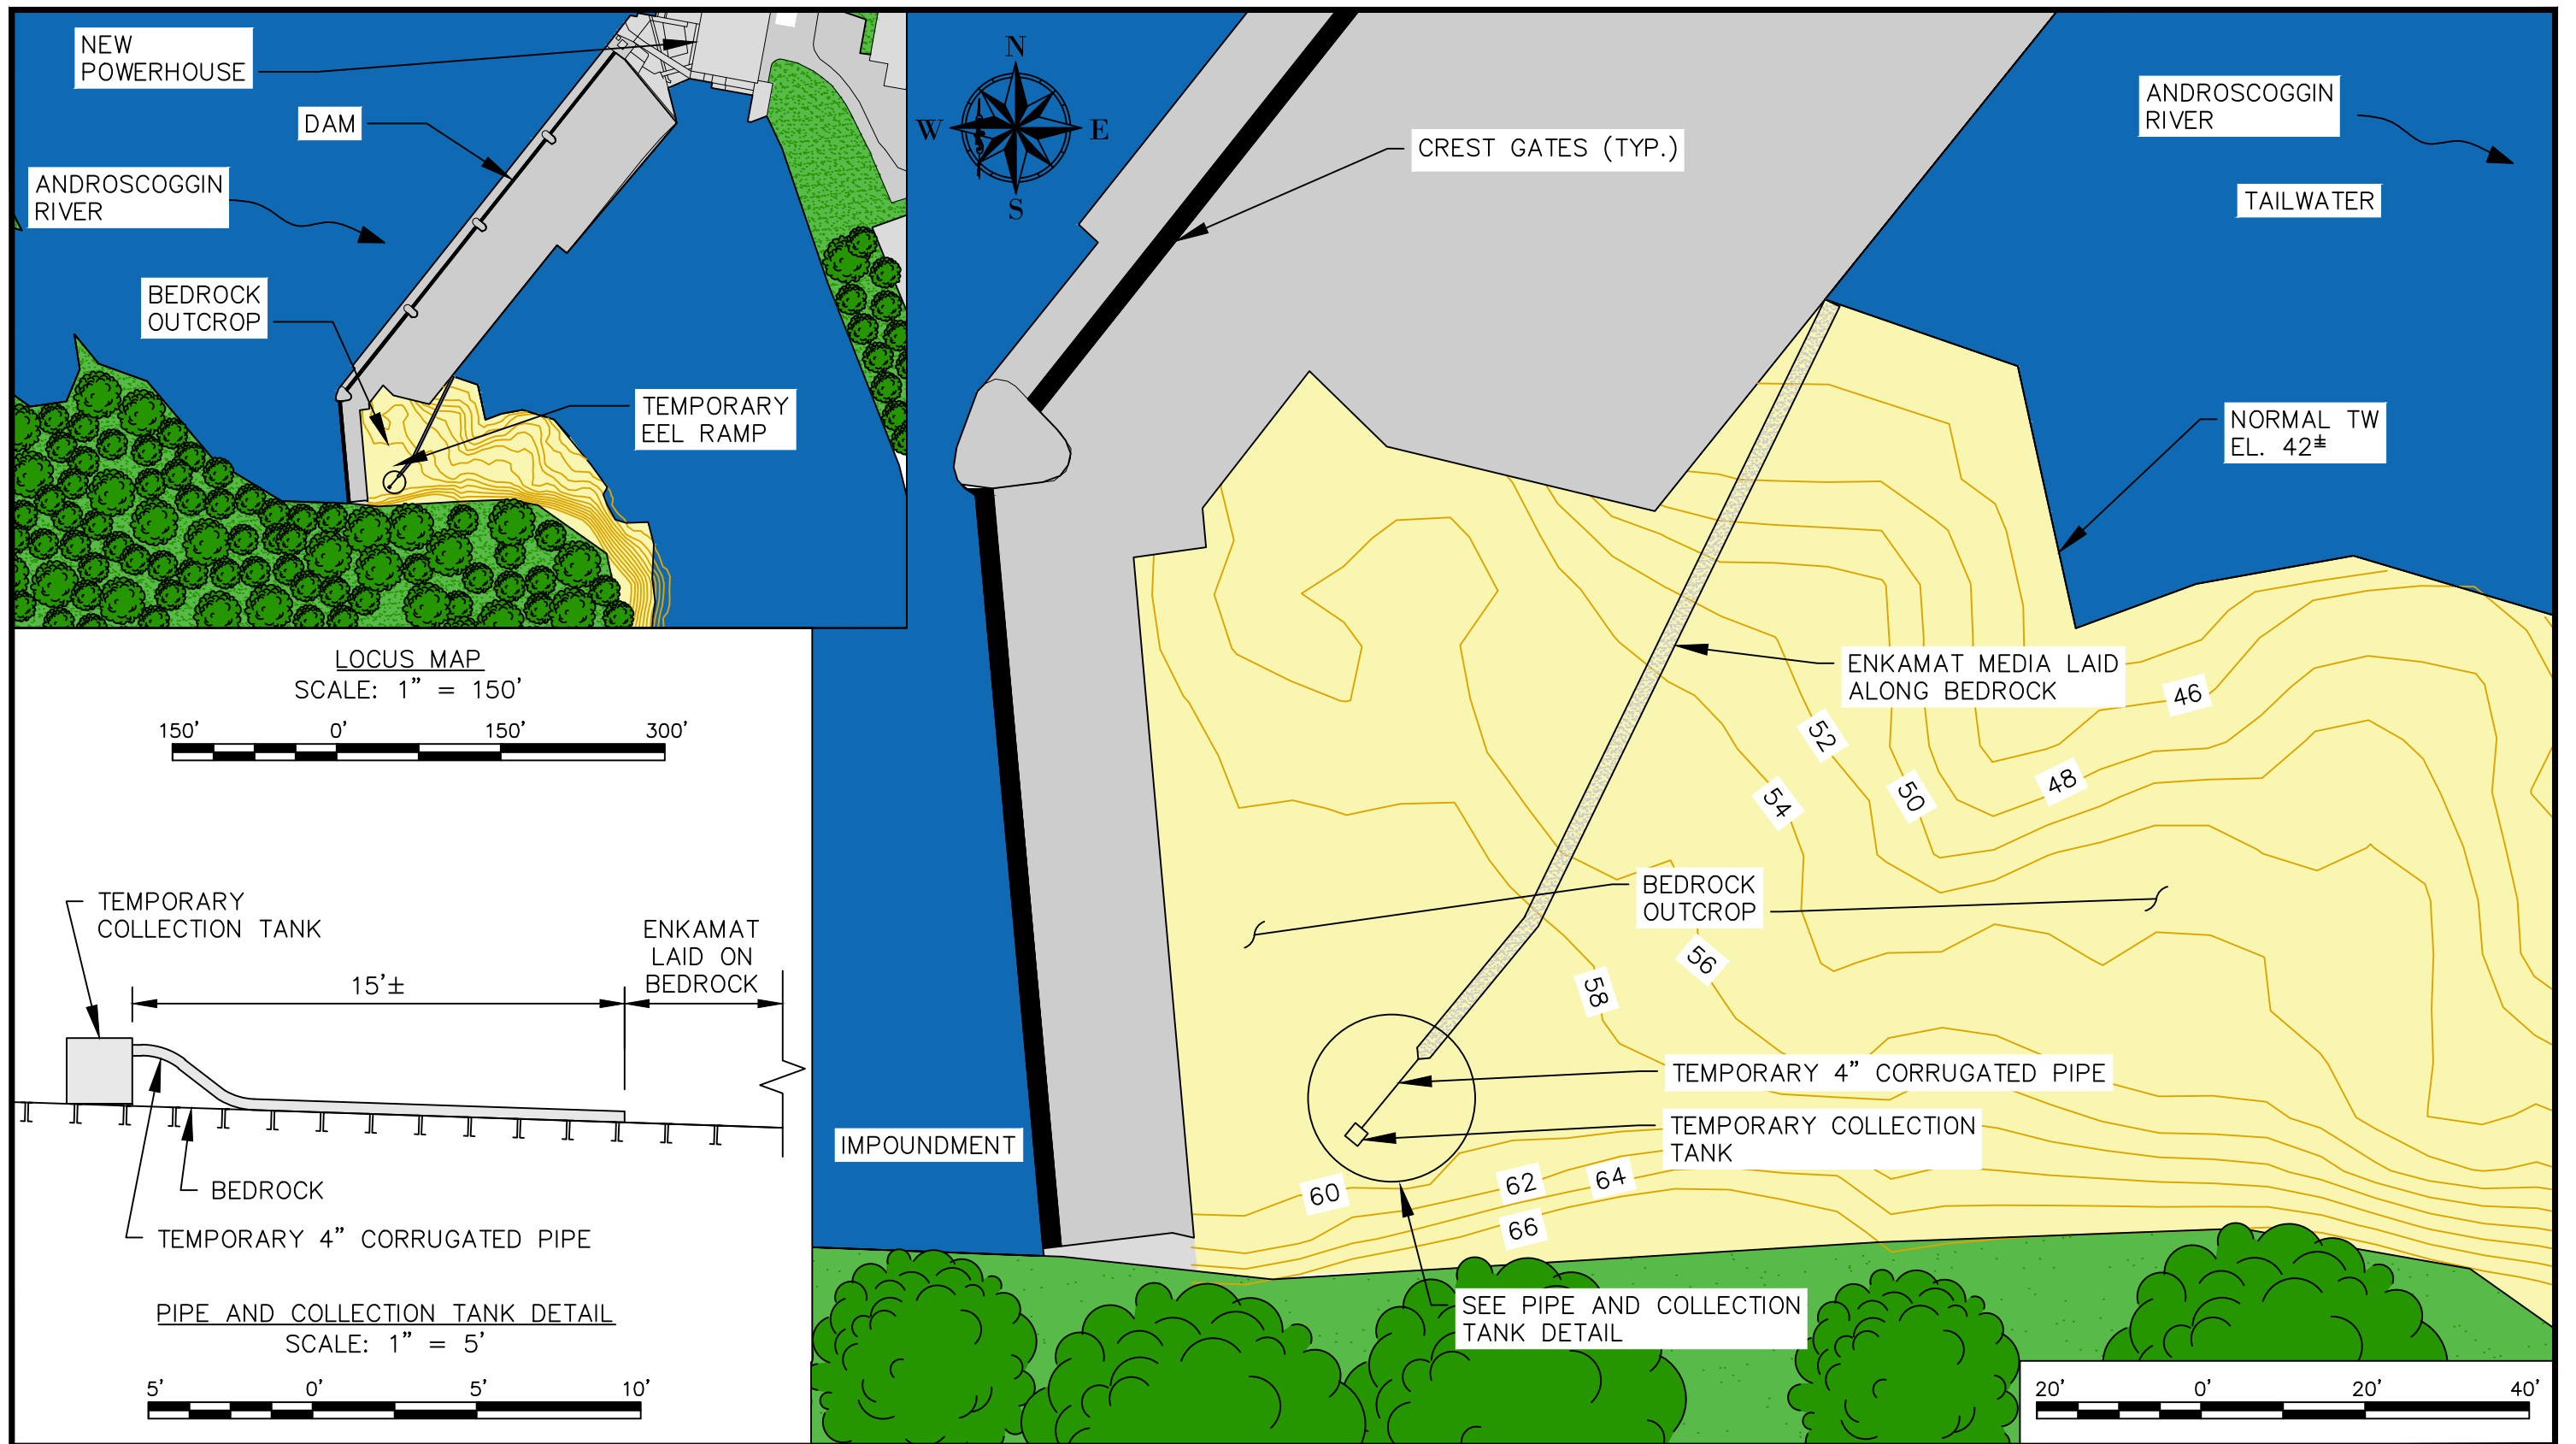 NEW
POWERHOUSE
DAM
ANDROSCOGGIN
RIVER
BEDROCK
OUTCROP
TEMPORARY
EEL RAMP
LOCUS MAP
SCALE: 1" = 150'
150' 0' 150' 300'
TEMPORARY
COLLECTION TANK
ENKAMAT
LAID ON
BEDROCK
15'±
BEDROCK
TEMPORARY 4" CORRUGATED PIPE
PIPE AND COLLECTION TANK DETAIL
SCALE: 1" = 5'
5' 0' 5' 10'
N
W E
S
CREST GATES (TYP.)
ANDROSCOGGIN
RIVER
TAILWATER
NORMAL TW
EL. 42±
ENKAMAT MEDIA LAID
ALONG BEDROCK
46
52
48
50
54
BEDROCK
OUTCROP
56
58
TEMPORARY 4" CORRUGATED PIPE
TEMPORARY COLLECTION
TANK
IMPOUNDMENT
60
62
64
66
SEE PIPE AND COLLECTION
TANK DETAIL
20' 0' 20' 40'